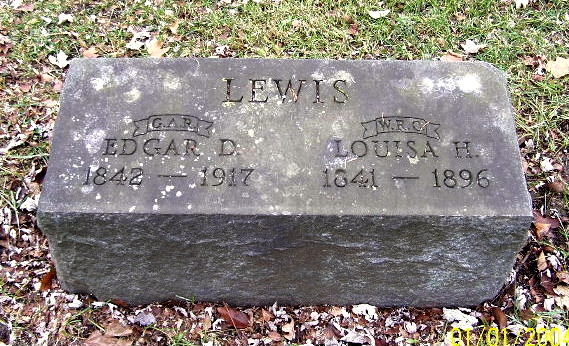 LEWIS
G.A.R.
EDGAR D.
1842 — 1917
W.R.C.
LOUISA H.
1841 — 1896
01/01/2004